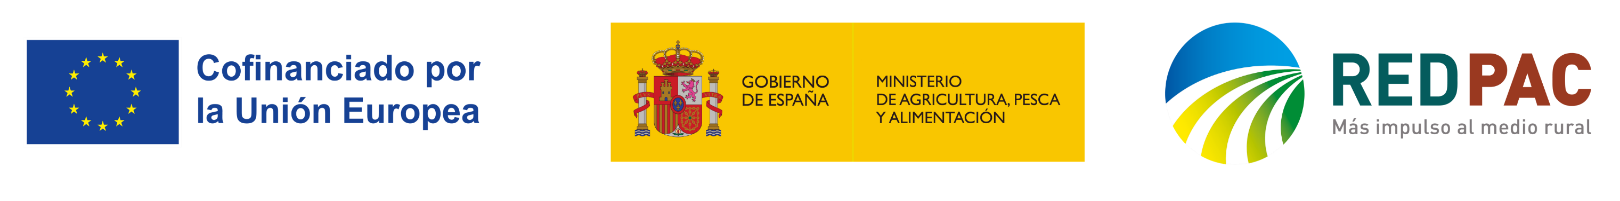 Cofinanciado por
la Unión Europea
GOBIERNO
DE ESPAÑA
MINISTERIO
DE AGRICULTURA, PESCA
Y ALIMENTACIÓN
REDPAC
Más impulso al medio rural